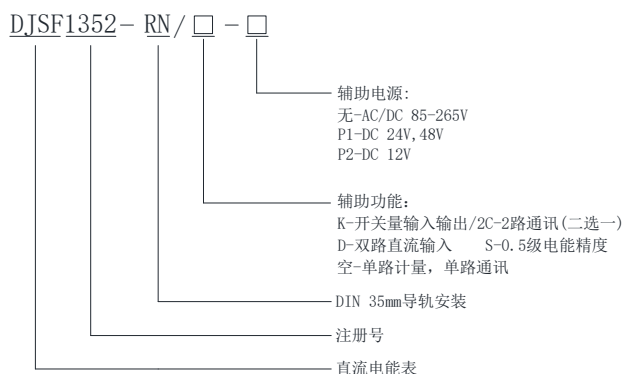 DJSF1352-RN/□-□
辅助电源:
无-AC/DC 85-265V
P1-DC 24V,48V
P2-DC 12V
辅助功能:
K-开关量输入输出/2C-2路通讯(二选一)
D-双路直流输入 S-0.5级电能精度
空-单路计量，单路通讯
DIN 35mm导轨安装
注册号
直流电能表